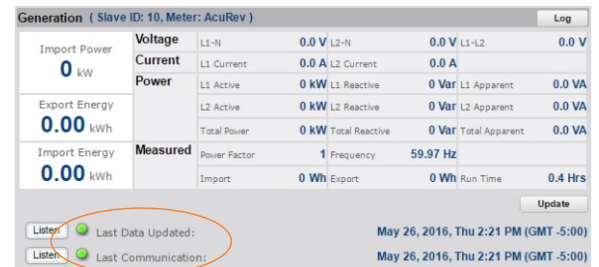 Generation ( Slave ID: 10, Meter: AcuRev ) Log
Import Power
0 kW
Export Energy
0.00 kWh
Import Energy
0.00 kWh
Voltage L1-N 0.0 V L2-N 0.0 V L1-L2 0.0 V
Current L1 Current 0.0 A L2 Current 0.0 A
Power L1 Active 0 kW L1 Reactive 0 Var L1 Apparent 0.0 VA
L2 Active 0 kW L2 Reactive 0 Var L2 Apparent 0.0 VA
Total Power 0 kW Total Reactive 0 Var Total Apparent 0.0 VA
Measured Power Factor 1 Frequency 59.97 Hz
Import 0 Wh Export 0 Wh Run Time 0.4 Hrs
Update
Listen Last Data Updated: May 26, 2016, Thu 2:21 PM (GMT -5:00)
Listen Last Communication: May 26, 2016, Thu 2:21 PM (GMT -5:00)